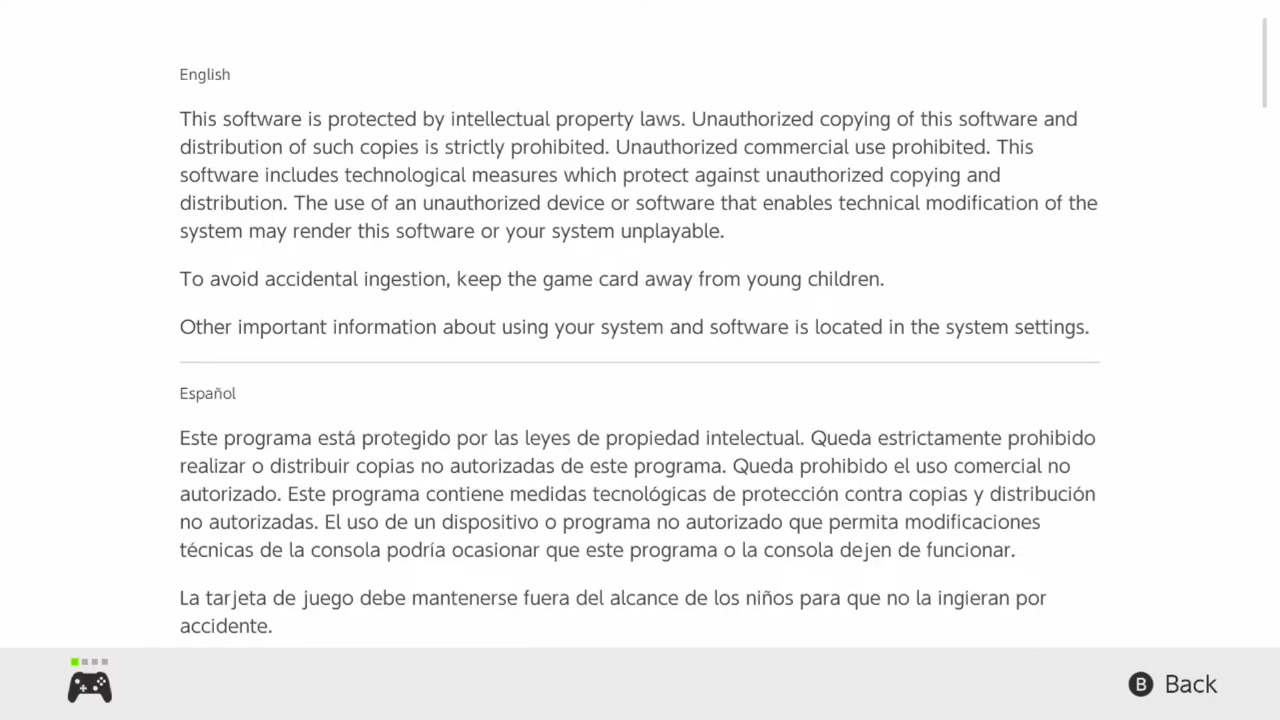 English
This software is protected by intellectual property laws. Unauthorized copying of this software and
distribution of such copies is strictly prohibited. Unauthorized commercial use prohibited. This
software includes technological measures which protect against unauthorized copying and
distribution. The use of an unauthorized device or software that enables technical modification of the
system may render this software or your system unplayable.
To avoid accidental ingestion, keep the game card away from young children.
Other important information about using your system and software is located in the system settings.
Español
Este programa está protegido por las leyes de propiedad intelectual. Queda estrictamente prohibido
realizar o distribuir copias no autorizadas de este programa. Queda prohibido el uso comercial no
autorizado. Este programa contiene medidas tecnológicas de protección contra copias y distribución
no autorizadas. El uso de un dispositivo o programa no autorizado que permita modificaciones
técnicas de la consola podría ocasionar que este programa o la consola dejen de funcionar.
La tarjeta de juego debe mantenerse fuera del alcance de los niños para que no la ingieran por
accidente.
B Back